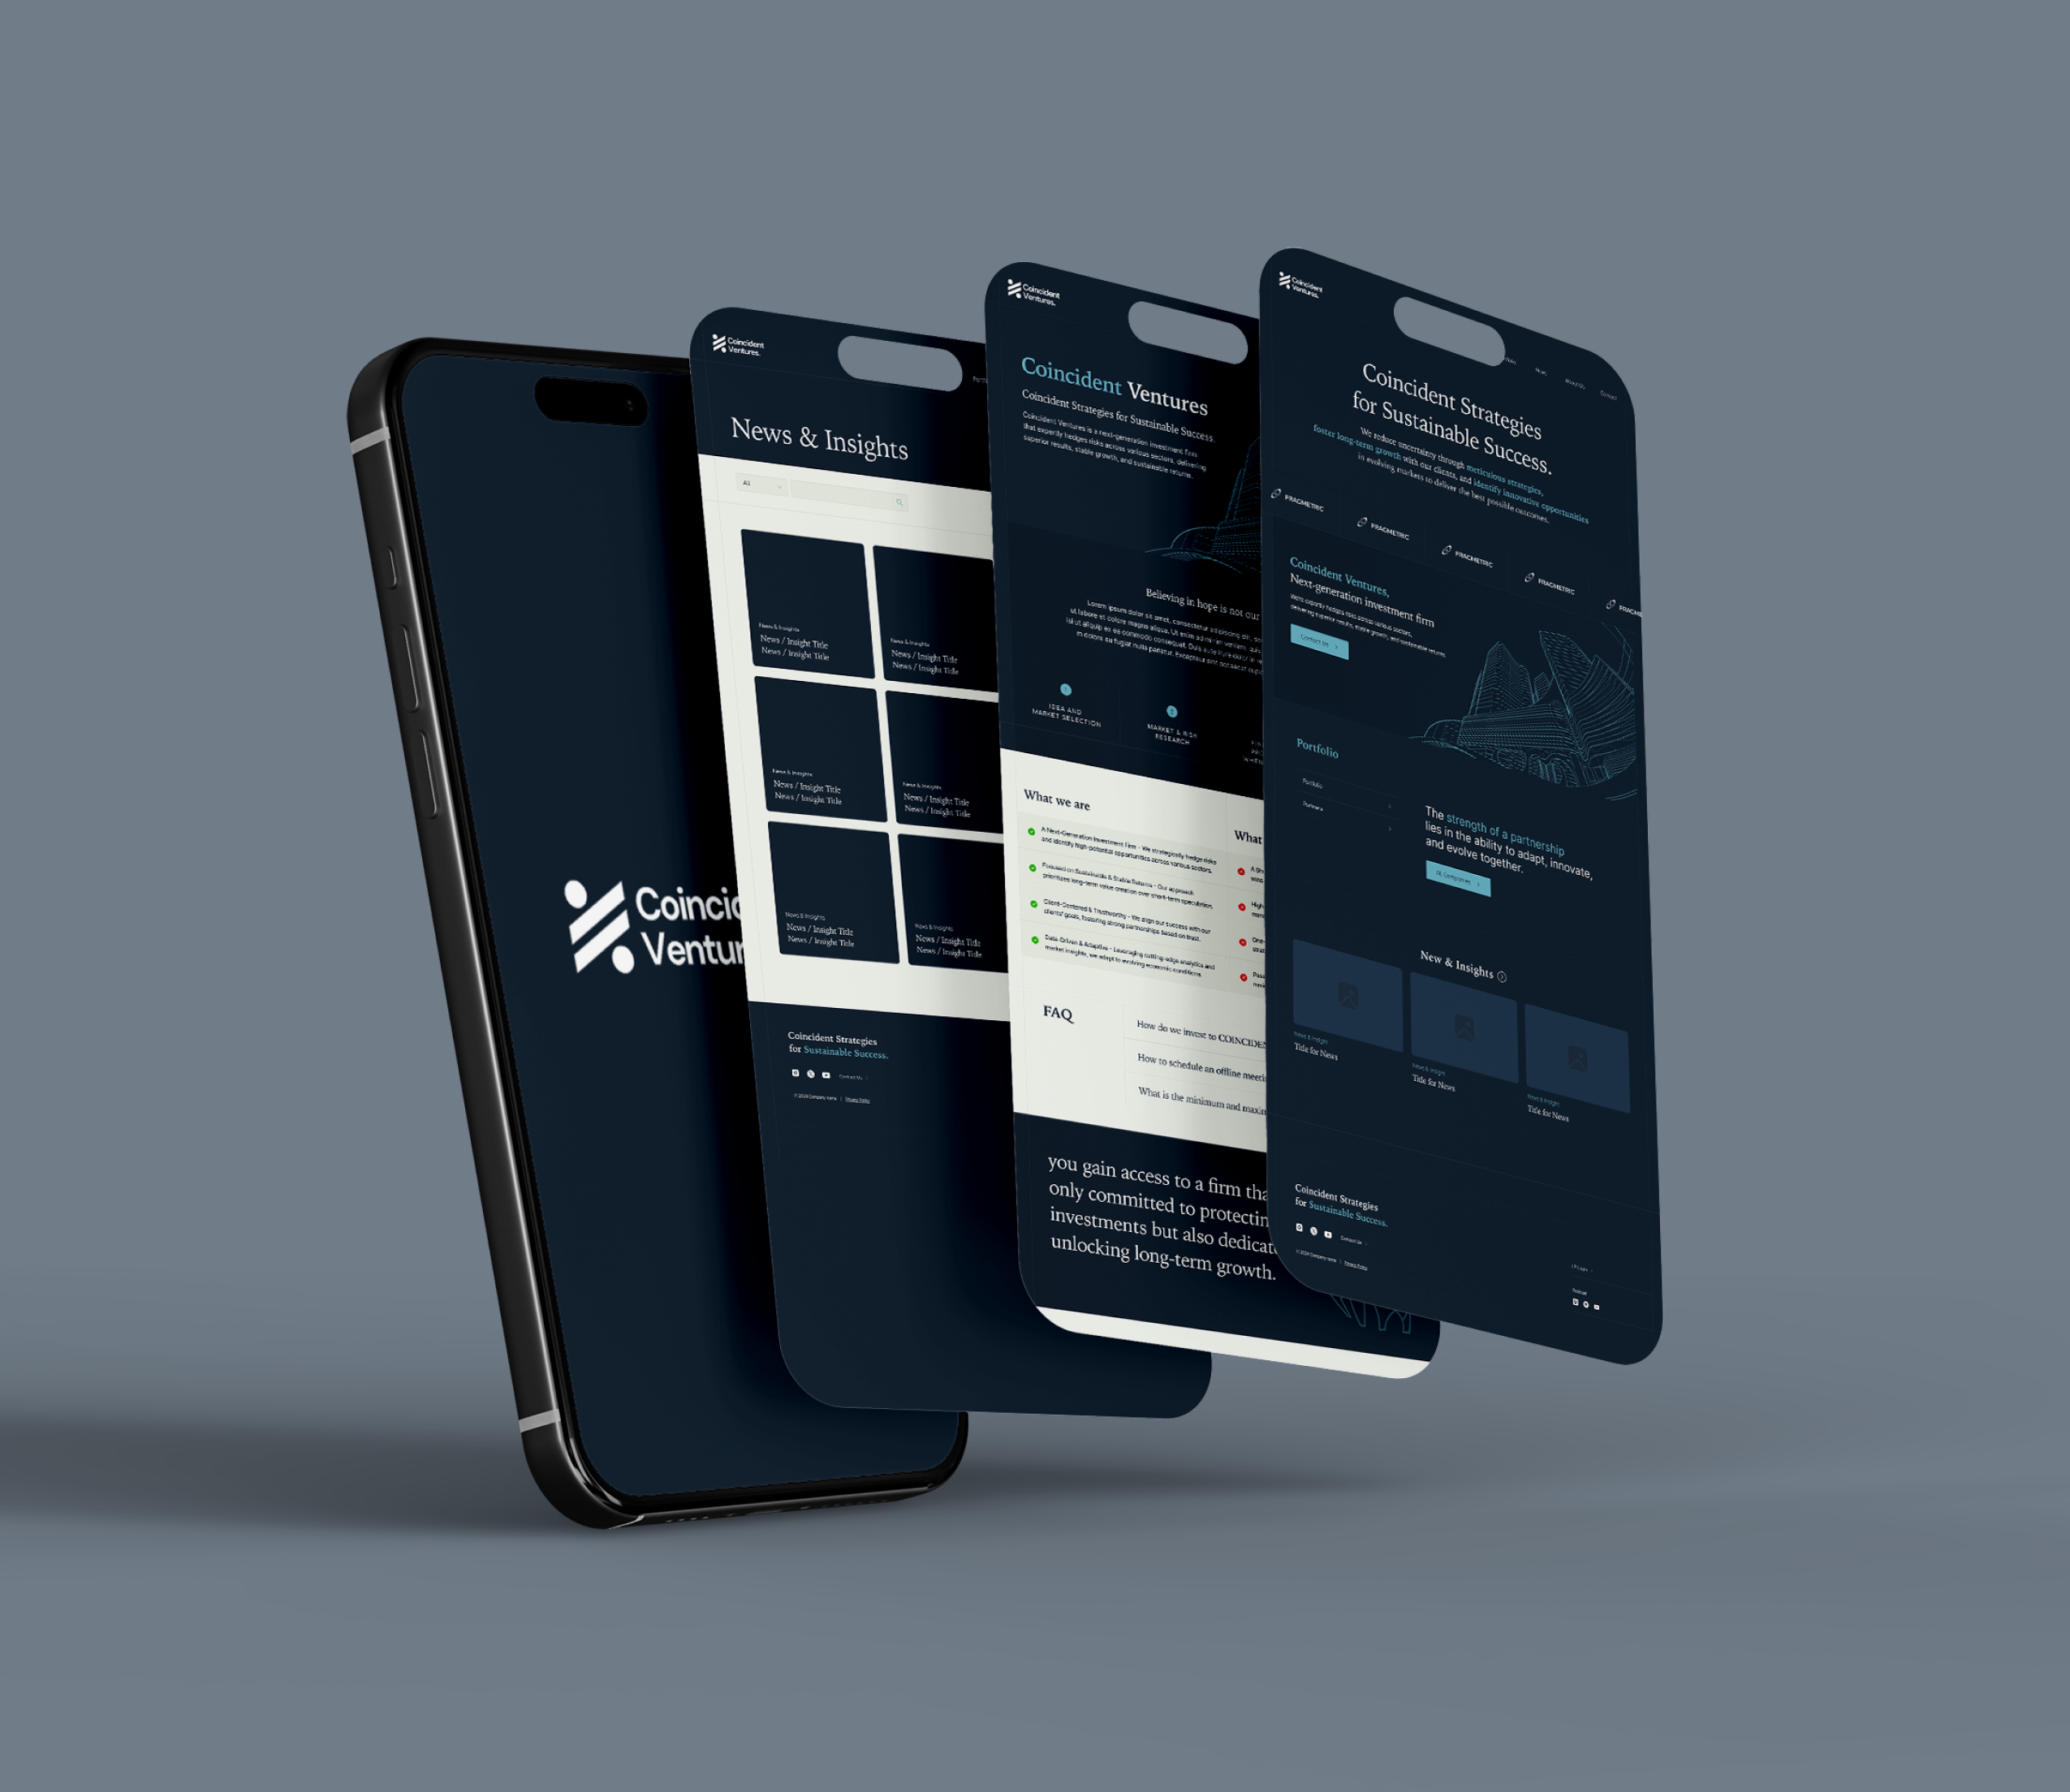 Coincid
Ventur
Coincident
Ventures.
News & Insights
All
News & Insights
News / Insight Title
News / Insight Title
News & Insights
News / Insight Title
News / Insight Title
News & Insights
News / Insight Title
News / Insight Title
News & Insights
News / Insight Title
News / Insight Title
News & Insights
News / Insight Title
News / Insight Title
News & Insights
News / Insight Title
News / Insight Title
Coincident Strategies
for Sustainable Success.
Contact Us
© 2024 Company name | Privacy Policy
Coincident
Ventures.
Coincident Ventures
Coincident Strategies for Sustainable Success.
Coincident Ventures is a next-generation investment firm
that expertly hedges risks across various sectors, delivering
superior results, stable growth, and sustainable returns.
Believing in hope is not our
Lorem ipsum dolor sit amet, consectetur adipiscing elit,
ut labore et dolore magna aliqua. Ut enim ad minim veniam, quis
isi ut aliquip ex ea commodo consequat. Duis aute irure dolor in re
m dolore eu fugiat nulla pariatur. Excepteur sint occaecat cupid
IDEA AND
MARKET SELECTION
MARKET & RISK
RESEARCH
What we are
A Next-Generation Investment Firm - We strategically hedge risks
and identify high-potential opportunities across various sectors.
Focused on Sustainable & Stable Returns - Our approach
prioritizes long-term value creation over short-term speculation.
Client-Centered & Trustworthy - We align our success with our
clients' goals, fostering strong partnerships based on trust.
Data-Driven & Adaptive - Leveraging cutting-edge analytics and
market insights, we adapt to evolving economic conditions.
What
FAQ
How do we invest to COINCIDEN
How to schedule an offline meeti
What is the minimum and maxim
you gain access to a firm tha
only committed to protectin
investments but also dedicate
unlocking long-term growth.
Coincident
Ventures.
News
About Us
Contact
Coincident Strategies
for Sustainable Success.
We reduce uncertainty through meticulous strategies,
foster long-term growth with our clients, and identify innovative opportunities
in evolving markets to deliver the best possible outcomes.
PRAGMETRIC
PRAGMETRIC
PRAGMETRIC
PRAGMETRIC
PRAGME
Coincident Ventures,
Next-generation investment firm
We're expertly hedges risks across various sectors,
delivering superior results, stable growth, and sustainable returns.
Contact Us
Portfolio
Portfolio
Partners
The strength of a partnership
lies in the ability to adapt, innovate,
and evolve together.
All Companies
New & Insights
News & Insight
Title for News
News & Insight
Title for News
News & Insight
Title for News
Coincident Strategies
for Sustainable Success.
Contact Us
© 2024 Company name | Privacy Policy